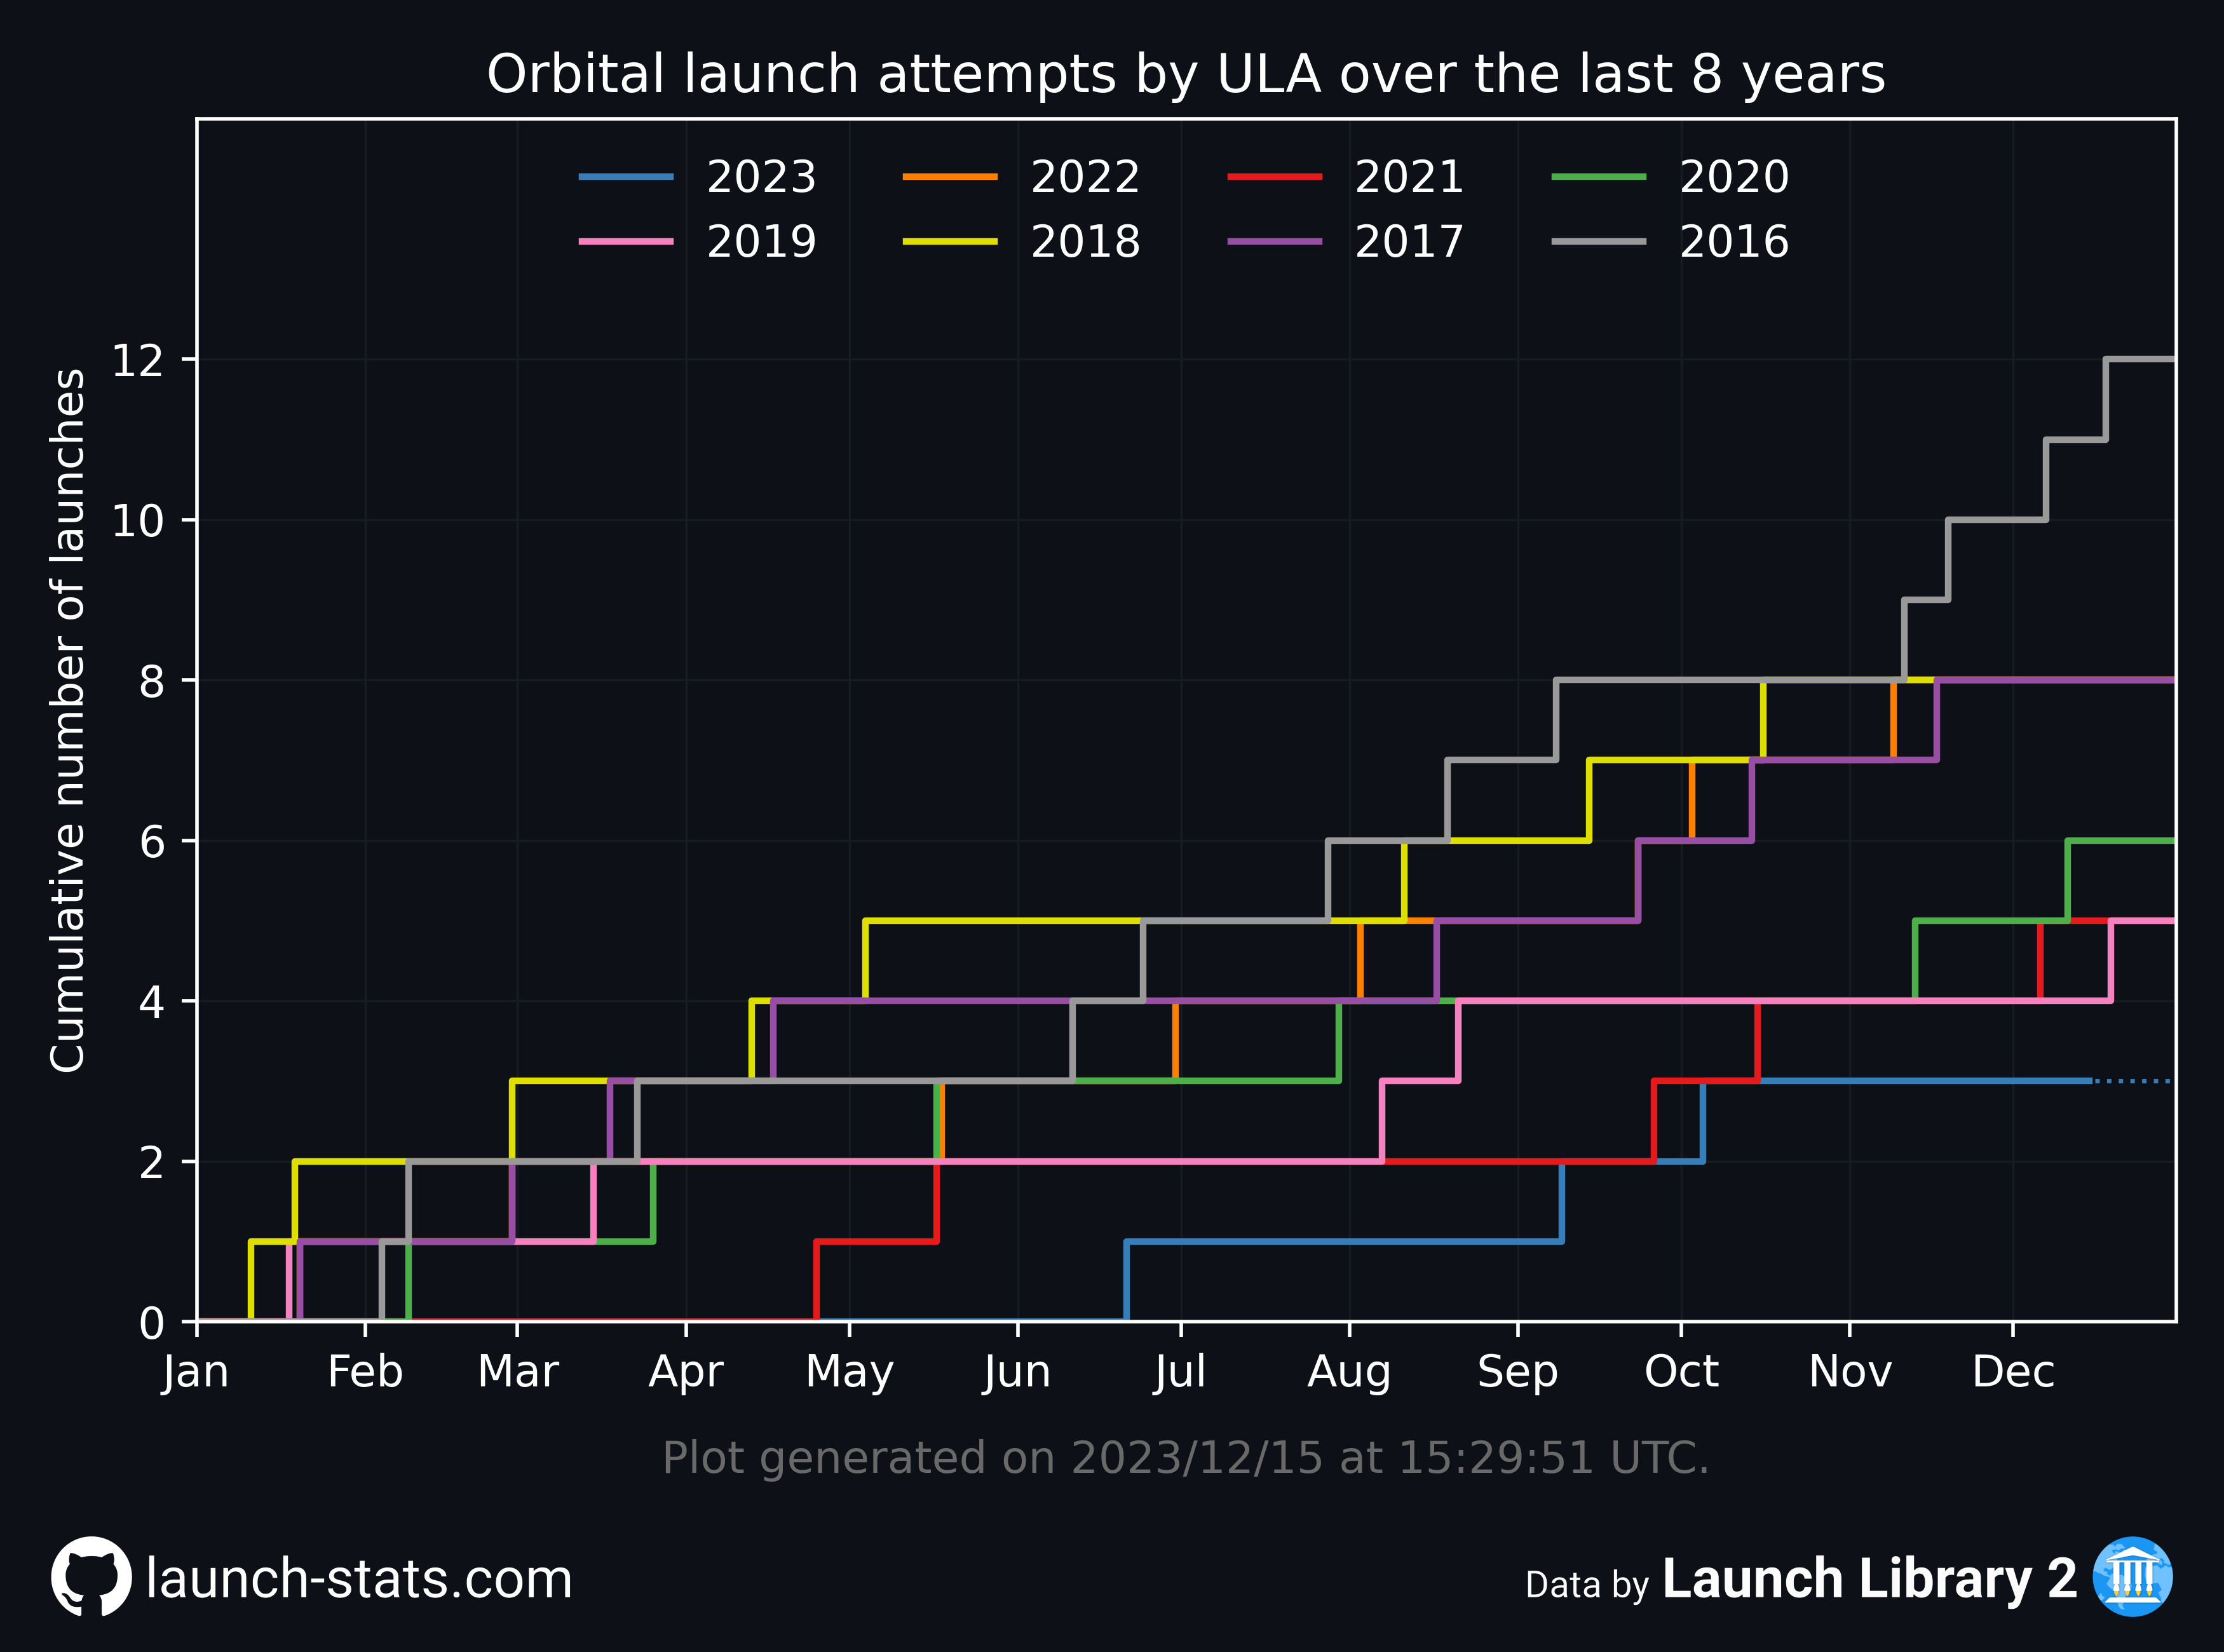 Orbital launch attempts by ULA over the last 8 years
2023 2022 2021 2020
2019 2018 2017 2016
Cumulative number of launches
12
10
8
6
4
2
0
Jan Feb Mar Apr May Jun Jul Aug Sep Oct Nov Dec
Plot generated on 2023/12/15 at 15:29:51 UTC.
launch-stats.com
Data by Launch Library 2